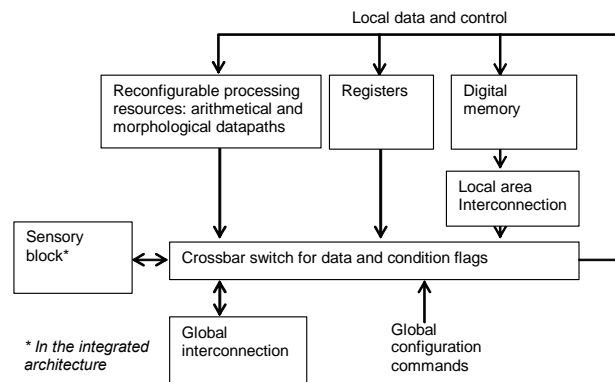 Local data and control
Reconfigurable processing
resources: arithmetical and
morphological datapaths
Registers
Digital
memory
Local area
Interconnection
Sensory
block*
Crossbar switch for data and condition flags
* In the integrated
architecture
Global
interconnection
Global
configuration
commands